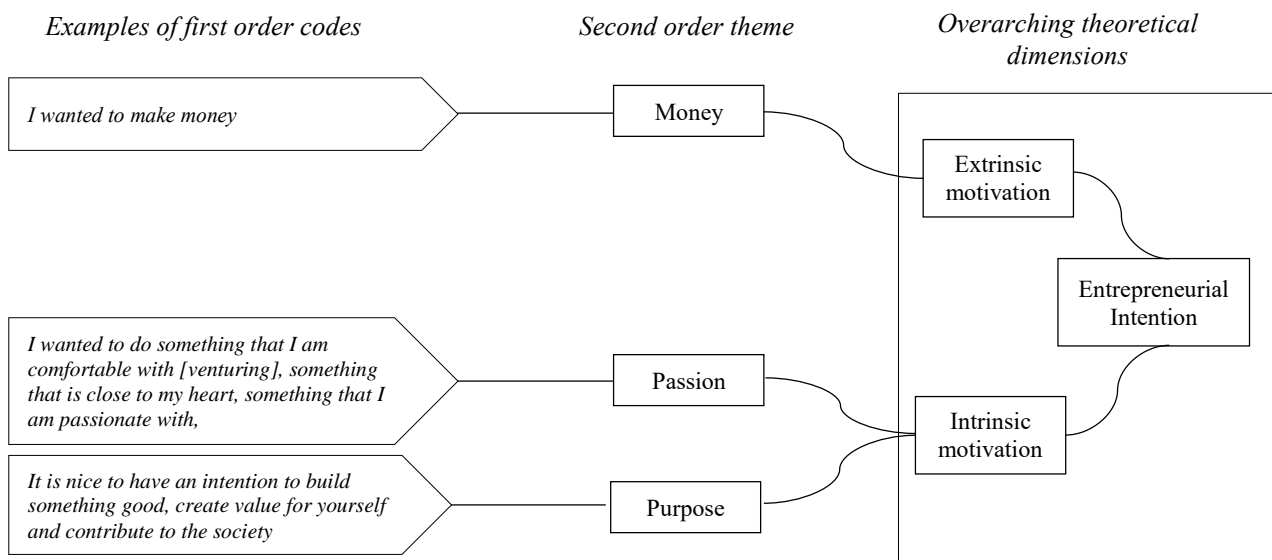 Examples of first order codes
Second order theme
Overarching theoretical
dimensions
I wanted to make money
Money
Extrinsic
motivation
Entrepreneurial
Intention
I wanted to do something that I am
comfortable with [venturing], something
that is close to my heart, something that I
am passionate with,
Passion
Intrinsic
motivation
It is nice to have an intention to build
something good, create value for yourself
and contribute to the society
Purpose